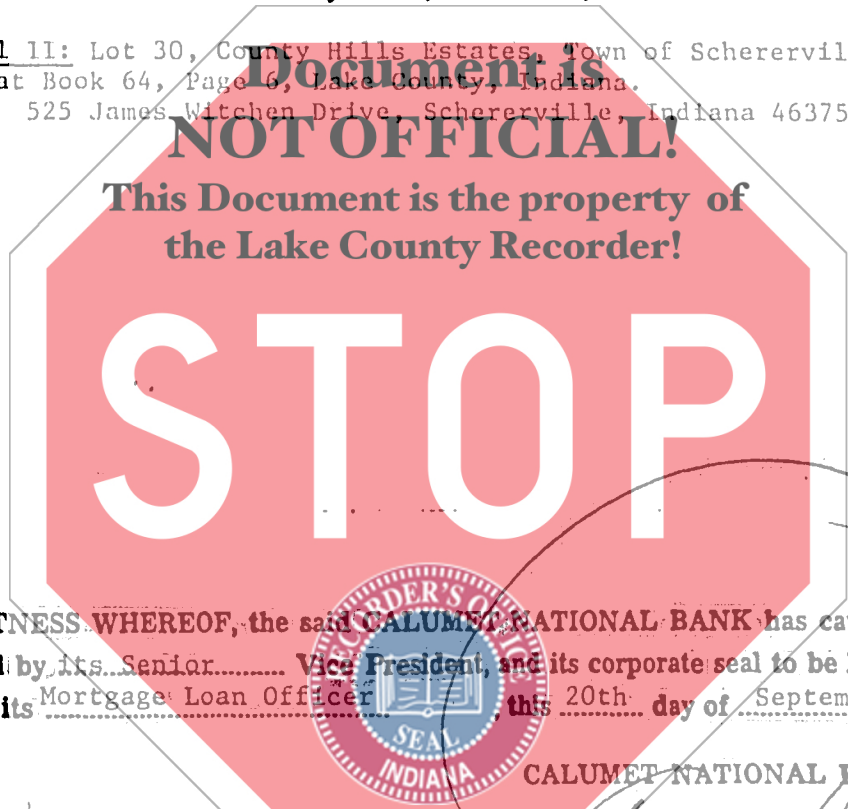 l II: Lot 30, County Hills Estates, Town of Scherervil
at Book 64, Page 6, Lake County, Indiana.
525 James Witchen Drive, Schererville, Indiana 46375
Document is
NOT OFFICIAL!
This Document is the property of
the Lake County Recorder!
STOP
TNESS WHEREOF, the said CALUMET NATIONAL BANK has ca
l by its Senior Vice President, and its corporate seal to be
its Mortgage Loan Officer, this 20th day of Septem
CALUMET NATIONAL
RECORDER'S OFFICE
SEAL
INDIANA